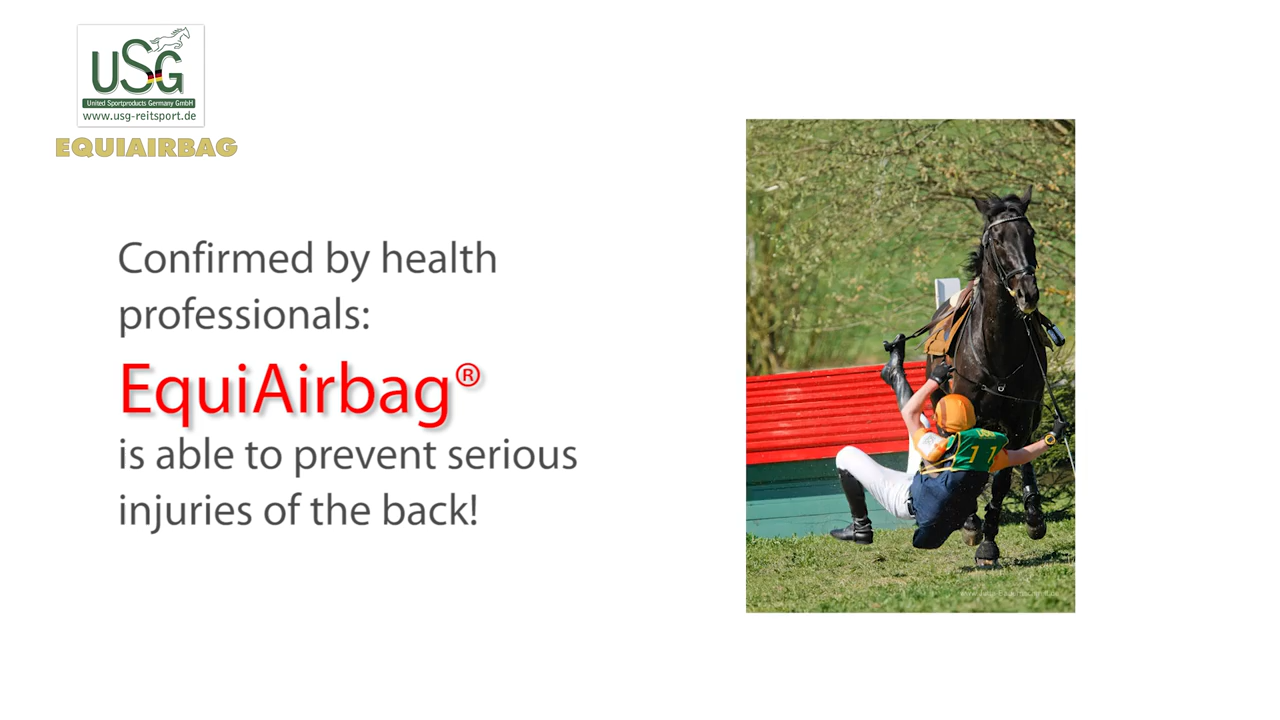 USG
United Sportproducts Germany GmbH
www.usg-reitsport.de
EQUIAIRBAG
Confirmed by health
professionals:
EquiAirbag®
is able to prevent serious
injuries of the back!
11